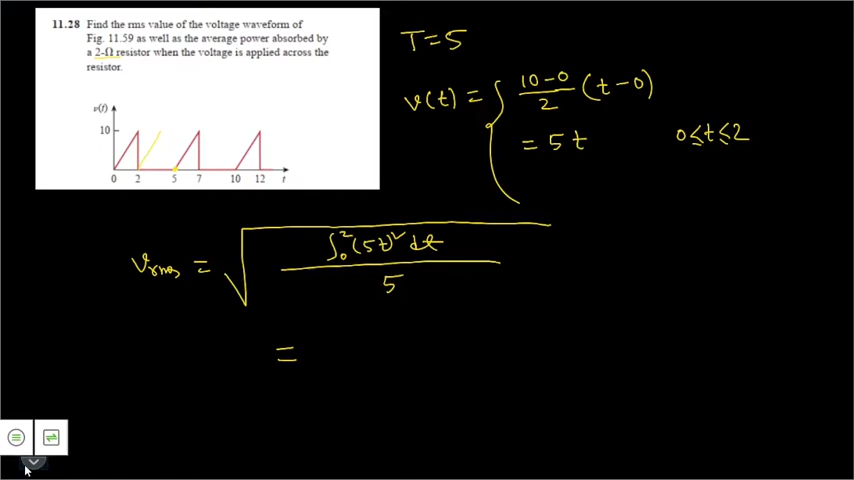 11.28 Find the rms value of the voltage waveform of
Fig. 11.59 as well as the average power absorbed by
a 2-Ω resistor when the voltage is applied across the
resistor.
v(t)
10
0 2 5 7 10 12 t
T=5
v(t) = { 10-0/2 (t-0)
= 5t 0≤t≤2
Vrms = √(∫₀²(5t)² dt / 5)
=